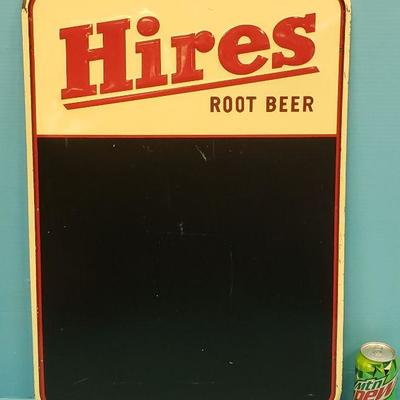 Hires
ROOT BEER
Mtn
Dew